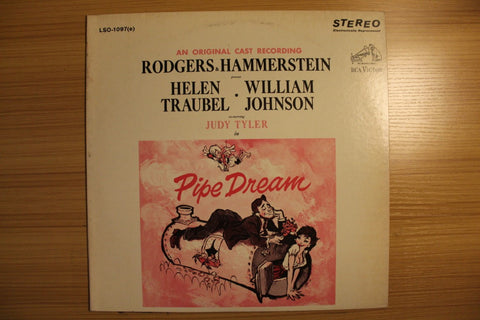 LSO-1097(e)
STEREO
Electronically Reprocessed
RCA VICTOR
AN ORIGINAL CAST RECORDING
RODGERS & HAMMERSTEIN
present
HELEN WILLIAM
TRAUBEL • JOHNSON
co-starring
JUDY TYLER
in
Pipe Dream